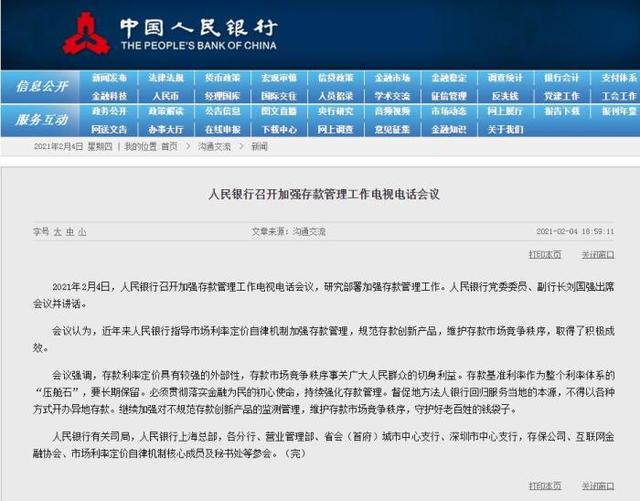 中国人民银行
THE PEOPLE'S BANK OF CHINA
信息公开 新闻发布 法律法规 货币政策 宏观审慎 信贷政策 金融市场 金融稳定 调查统计 银行会计 支付体系
金融科技 人民币 经理国库 国际交往 人员招录 学术交流 征信管理 反洗钱 党建工作 工会工作
服务互动 政务公开 政策解读 公告信息 图文直播 央行研究 音频视频 市场动态 网上展厅 报告下载 报刊年鉴
网送文告 办事大厅 在线申报 下载中心 网上调查 意见征集 金融知识 关于我们
2021年2月4日 星期四 | 我的位置:首页 > 沟通交流 > 新闻
人民银行召开加强存款管理工作电视电话会议
字号 大 中 小 文章来源：沟通交流 2021-02-04 18:59:11
打印本页 关闭窗口
2021年2月4日，人民银行召开加强存款管理工作电视电话会议，研究部署加强存款管理工作。人民银行党委委员、副行长刘国强出席
会议并讲话。
会议认为，近年来人民银行指导市场利率定价自律机制加强存款管理，规范存款创新产品，维护存款市场竞争秩序，取得了积极成
效。
会议强调，存款利率定价具有较强的外部性，存款市场竞争秩序事关广大人民群众的切身利益。存款基准利率作为整个利率体系的
“压舱石”，要长期保留。必须贯彻落实金融为民的初心使命，持续强化存款管理。督促地方法人银行回归服务当地的本源，不得以各种
方式开办异地存款。继续加强对不规范存款创新产品的监测管理，维护存款市场竞争秩序，守护好老百姓的钱袋子。
人民银行有关司局，人民银行上海总部，各分行、营业管理部、省会（首府）城市中心支行、深圳市中心支行，存保公司、互联网金
融协会、市场利率定价自律机制核心成员及秘书处等参会。（完）
打印本页 关闭窗口